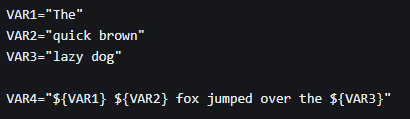 VAR1="The"
VAR2="quick brown"
VAR3="lazy dog"
VAR4="${VAR1} ${VAR2} fox jumped over the ${VAR3}"